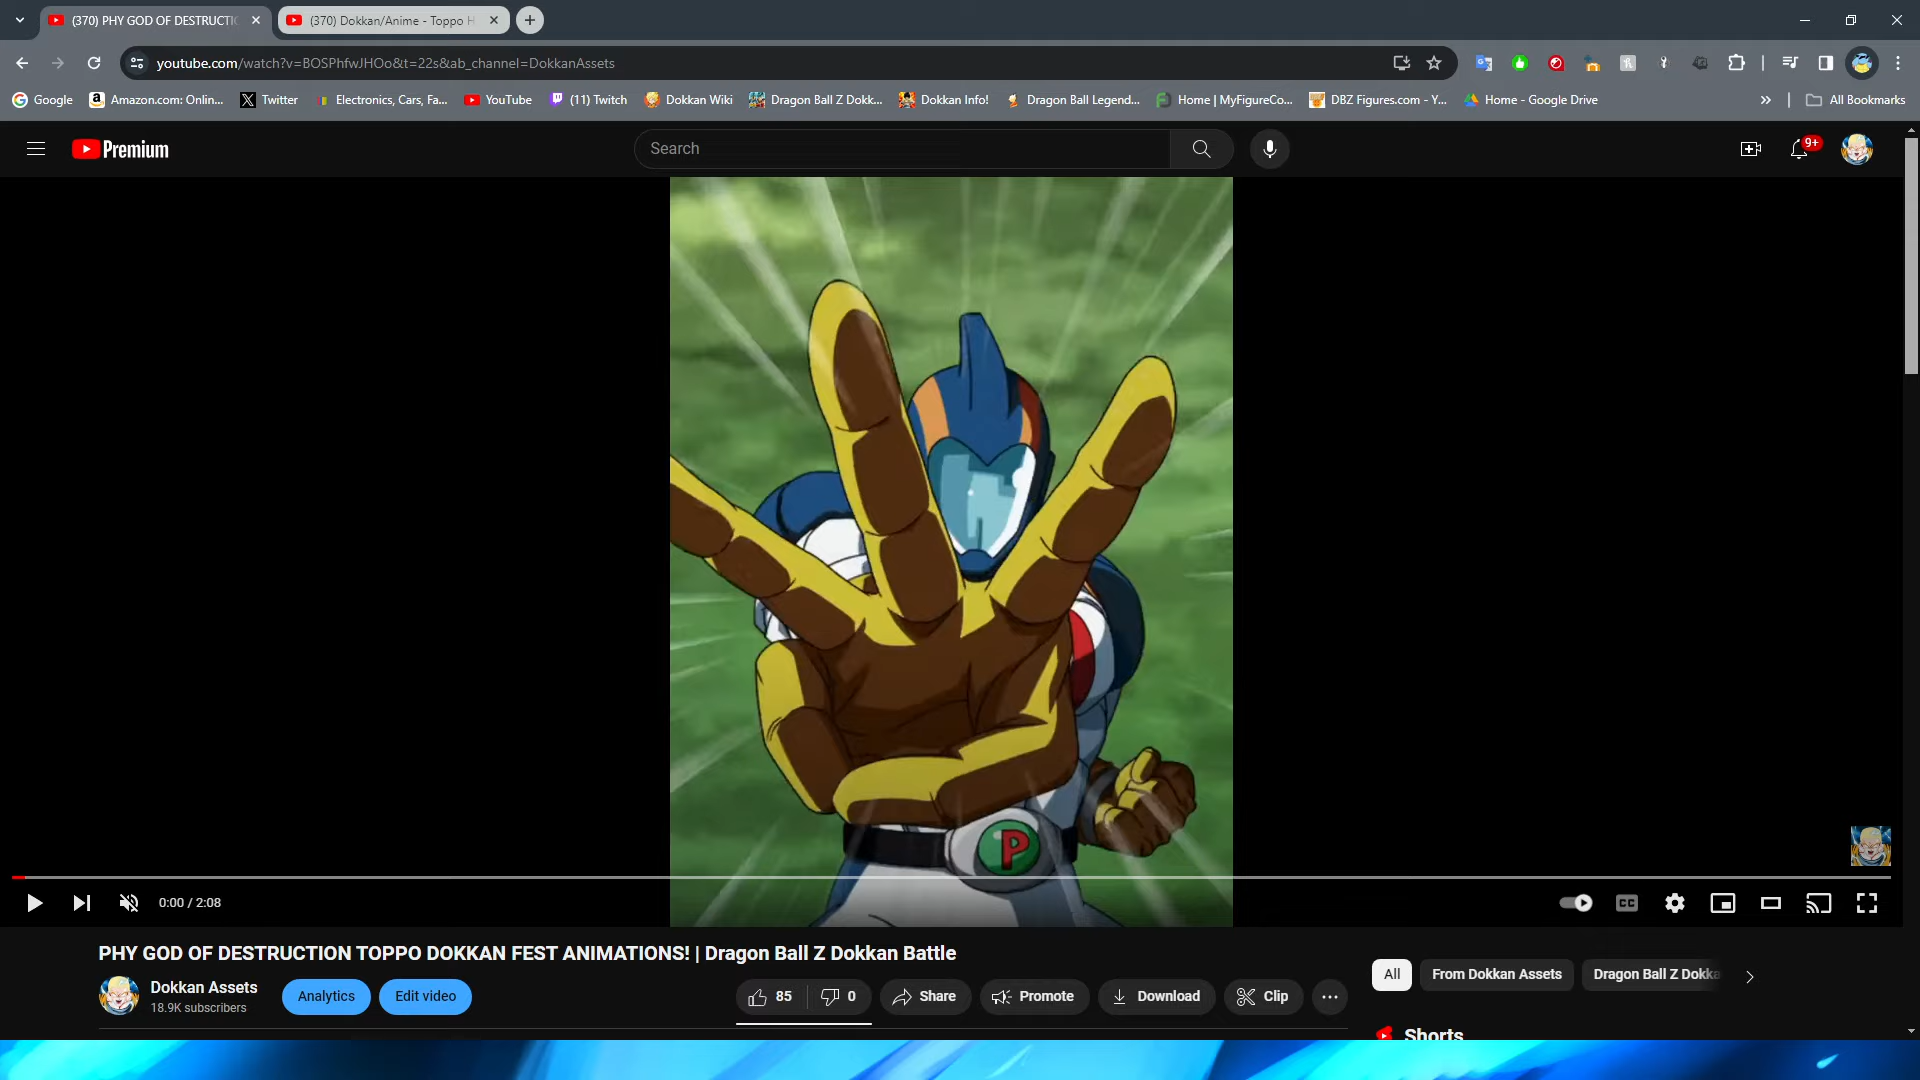 (370) PHY GOD OF DESTRUCTIO
(370) Dokkan/Anime - Toppo H
youtube.com/watch?v=BOSPhfwJHOo&t=22s&ab_channel=DokkanAssets
Google
Amazon.com: Onlin...
Twitter
Electronics, Cars, Fa...
YouTube
(11) Twitch
Dokkan Wiki
Dragon Ball Z Dokk...
Dokkan Info!
Dragon Ball Legend...
Home | MyFigureCo...
DBZ Figures.com - Y...
Home - Google Drive
All Bookmarks
Premium
Search
9+
P
0:00 / 2:08
CC
PHY GOD OF DESTRUCTION TOPPO DOKKAN FEST ANIMATIONS! | Dragon Ball Z Dokkan Battle
Dokkan Assets
18.9K subscribers
Analytics
Edit video
85
0
Share
Promote
Download
Clip
All
From Dokkan Assets
Dragon Ball Z Dokka
Shorts